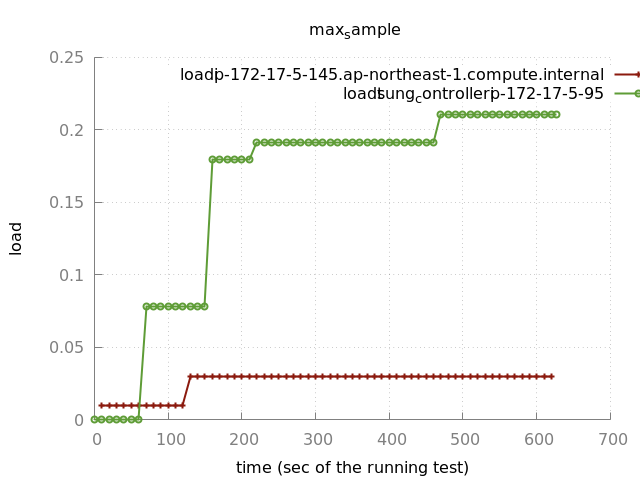 maxsample
0.25
loadip-172-17-5-145.ap-northeast-1.compute.internal
loadtsung_controllerip-172-17-5-95
0.2
0.15
load
0.1
0.05
0
0 100 200 300 400 500 600 700
time (sec of the running test)